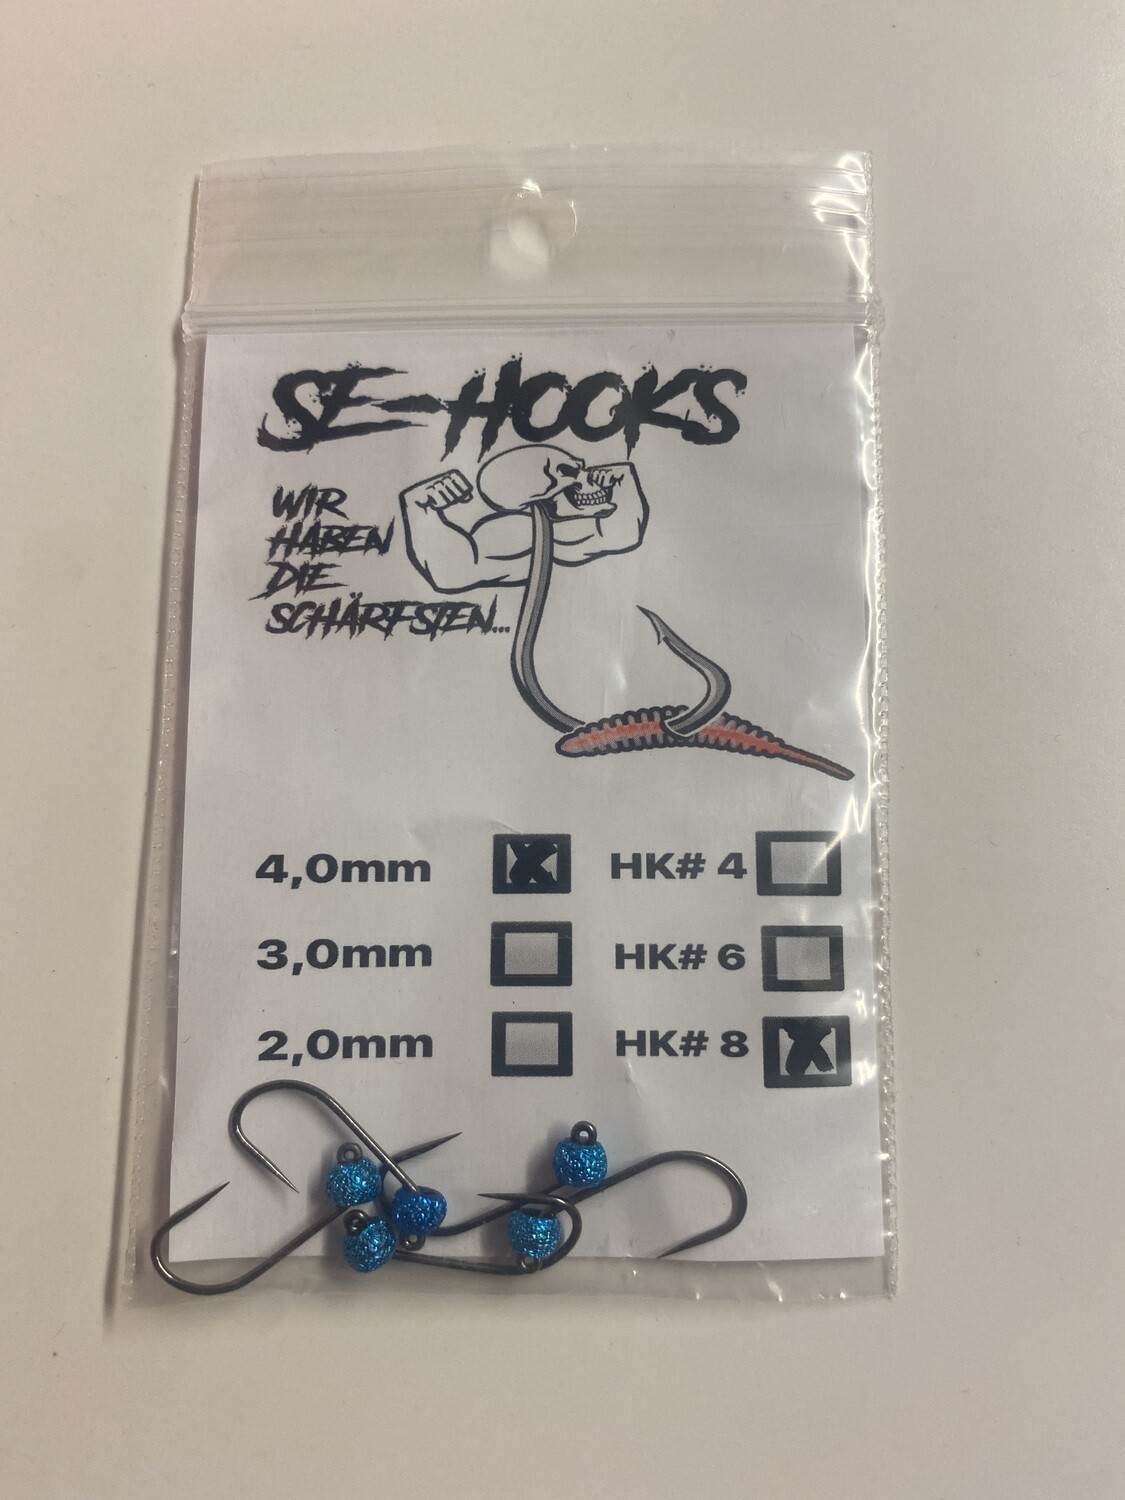 SE-HOOKS
WIR
HABEN
DIE
SCHÄRFSTEN...
4,0mm HK# 4
3,0mm HK# 6
2,0mm HK# 8